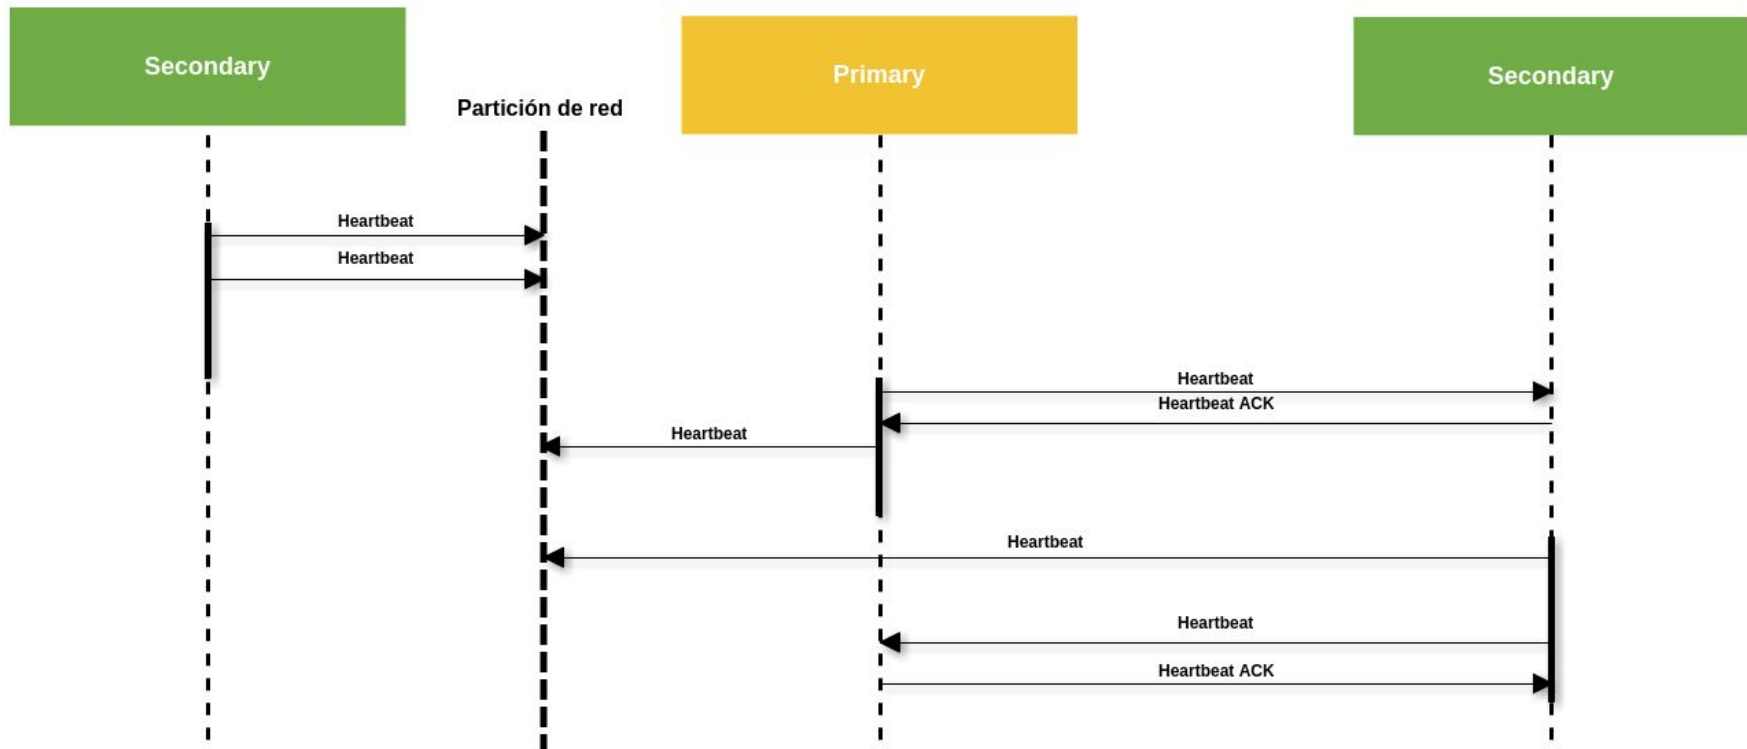 Secondary
Primary
Secondary
Partición de red
Heartbeat
Heartbeat
Heartbeat
Heartbeat ACK
Heartbeat
Heartbeat
Heartbeat
Heartbeat ACK